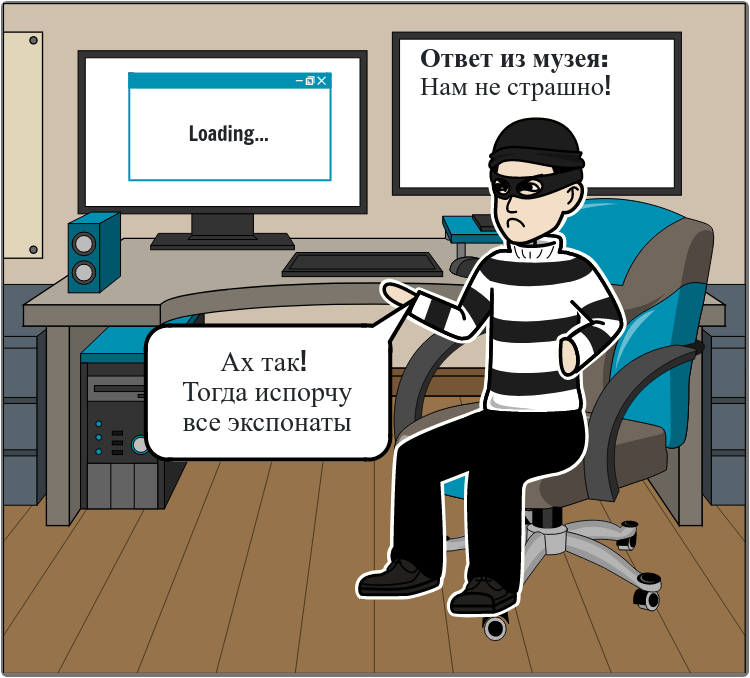 Ответ из музея:
Нам не страшно!
Loading...
Ах так!
Тогда испорчу
все экспонаты